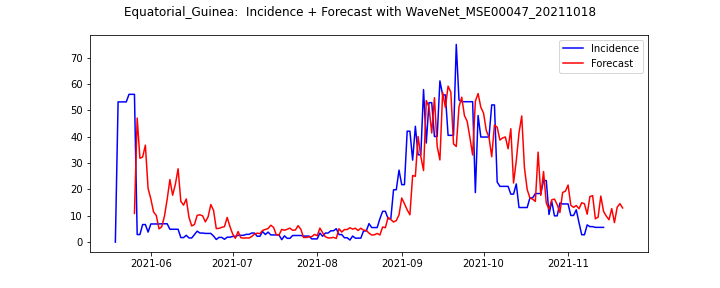 Equatorial_Guinea:  Incidence + Forecast with WaveNet_MSE00047_20211018
Incidence
Forecast
70
60
50
40
30
20
10
0
2021-06 2021-07 2021-08 2021-09 2021-10 2021-11